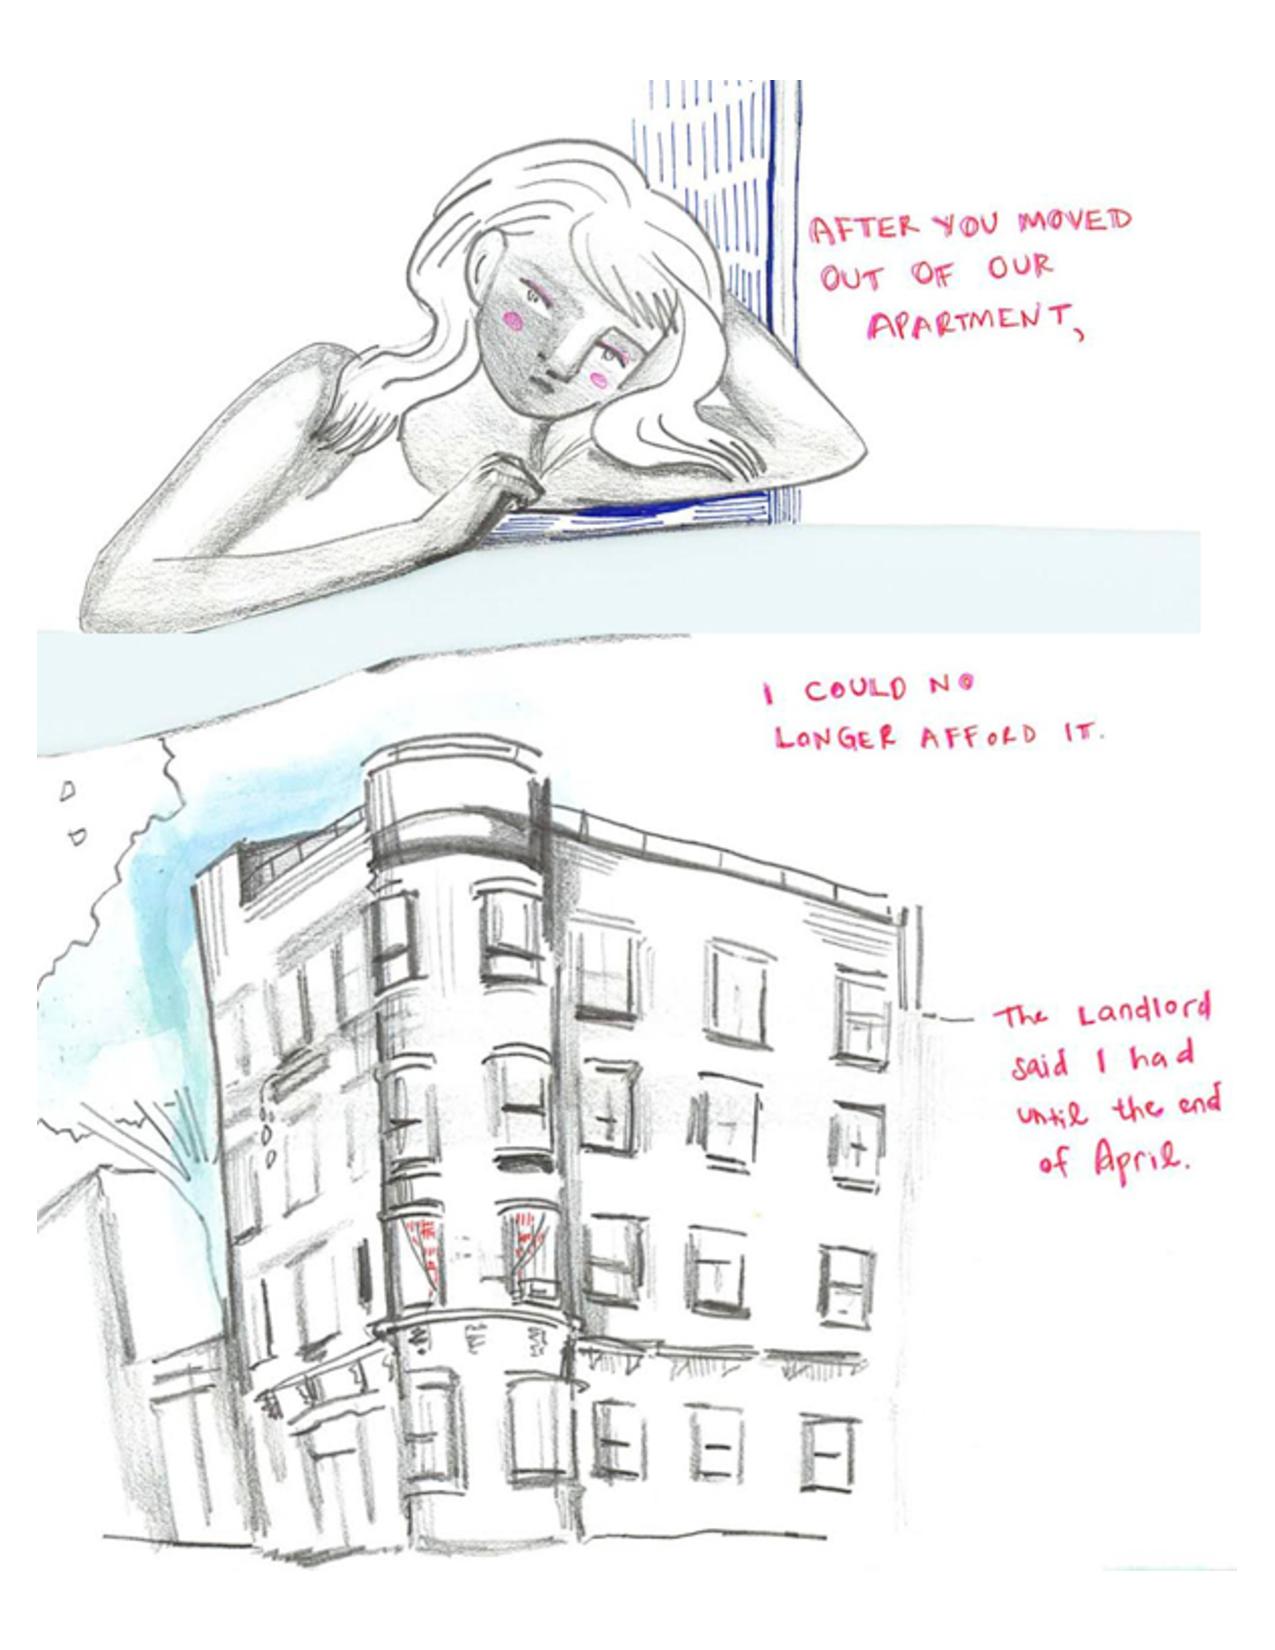 AFTER YOU MOVED
OUT OF OUR
APARTMENT,
I COULD NO
LONGER AFFORD IT.
The Landlord
said I had
until the end
of April.